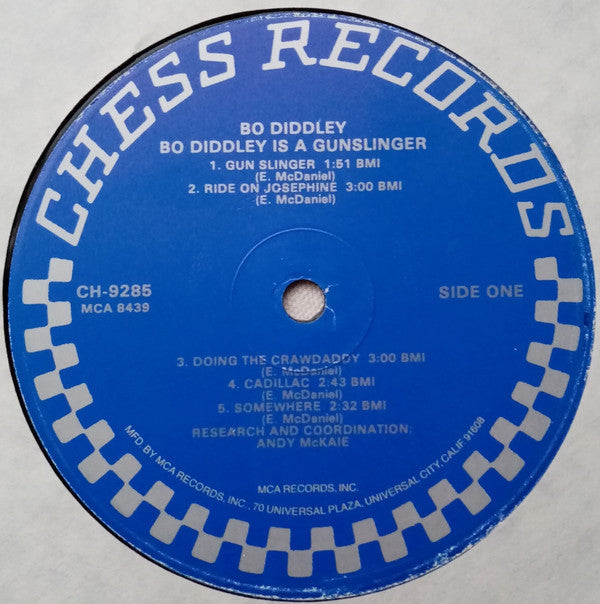 CHESS RECORDS
BO DIDDLEY
BO DIDDLEY IS A GUNSLINGER
1. GUN SLINGER 1:51 BMI
(E. McDaniel)
2. RIDE ON JOSEPHINE 3:00 BMI
(E. McDaniel)
CH-9285
MCA 8439
SIDE ONE
3. DOING THE CRAWDADDY 3:00 BMI
(E. McDaniel)
4. CADILLAC 2:43 BMI
(E. McDaniel)
5. SOMEWHERE 2:32 BMI
(E. McDaniel)
RESEARCH AND COORDINATION:
ANDY McKAIE
MCA RECORDS, INC.
MFD. BY MCA RECORDS, INC., 70 UNIVERSAL PLAZA, UNIVERSAL CITY, CALIF. 91608